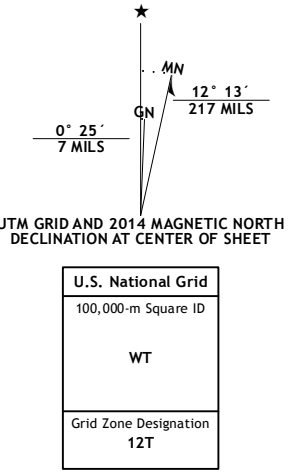 ★
MN
GN
12° 13´
217 MILS
0° 25´
7 MILS
UTM GRID AND 2014 MAGNETIC NORTH
DECLINATION AT CENTER OF SHEET
U.S. National Grid
100,000-m Square ID
WT
Grid Zone Designation
12T